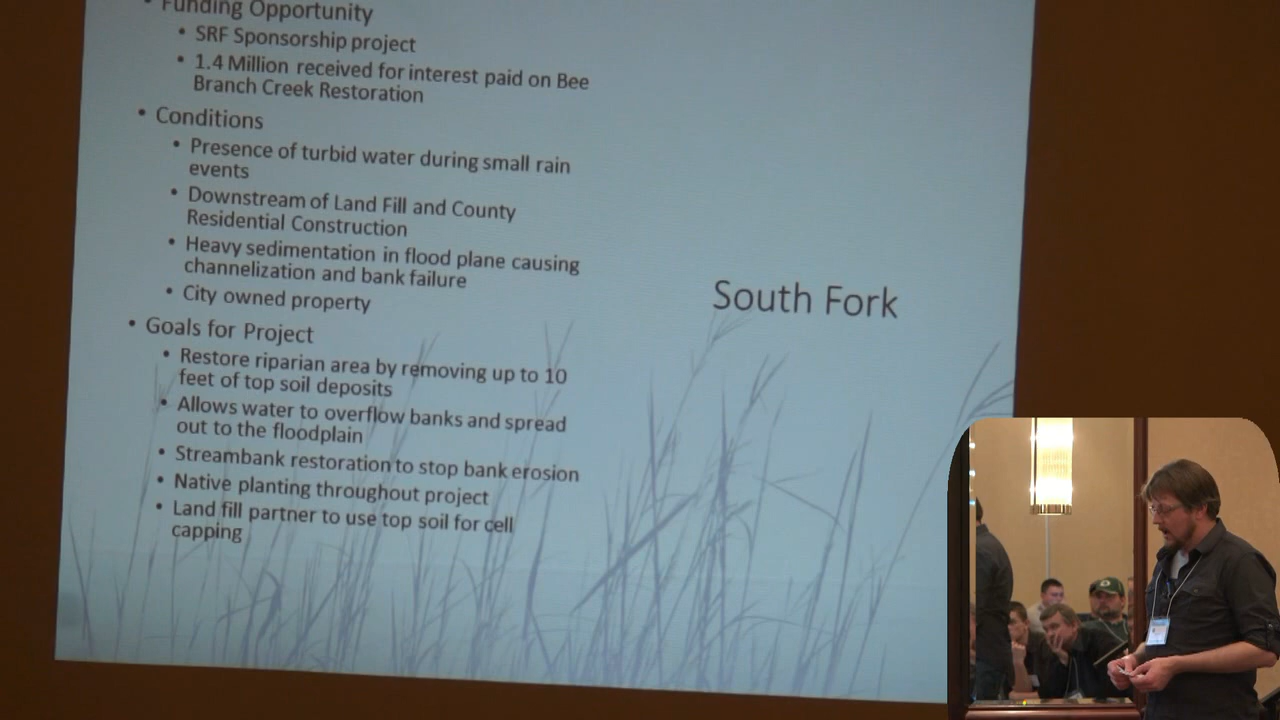 • Funding Opportunity
• SRF Sponsorship project
• 1.4 Million received for interest paid on Bee
Branch Creek Restoration
• Conditions
• Presence of turbid water during small rain
events
• Downstream of Land Fill and County
Residential Construction
• Heavy sedimentation in flood plane causing
channelization and bank failure
• City owned property
• Goals for Project
• Restore riparian area by removing up to 10
feet of top soil deposits
• Allows water to overflow banks and spread
out to the floodplain
• Streambank restoration to stop bank erosion
• Native planting throughout project
• Land fill partner to use top soil for cell
capping
South Fork